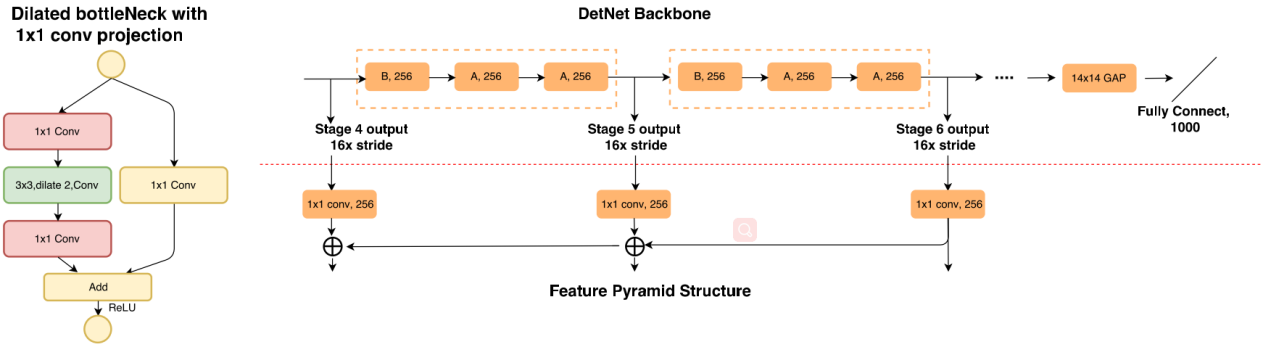 Dilated bottleNeck with
1x1 conv projection
1x1 Conv
3x3,dilate 2,Conv
1x1 Conv
1x1 Conv
Add
ReLU
DetNet Backbone
B, 256
A, 256
A, 256
B, 256
A, 256
A, 256
....
14x14 GAP
Fully Connect,
1000
Stage 4 output
16x stride
Stage 5 output
16x stride
Stage 6 output
16x stride
1x1 conv, 256
1x1 conv, 256
1x1 conv, 256
Feature Pyramid Structure